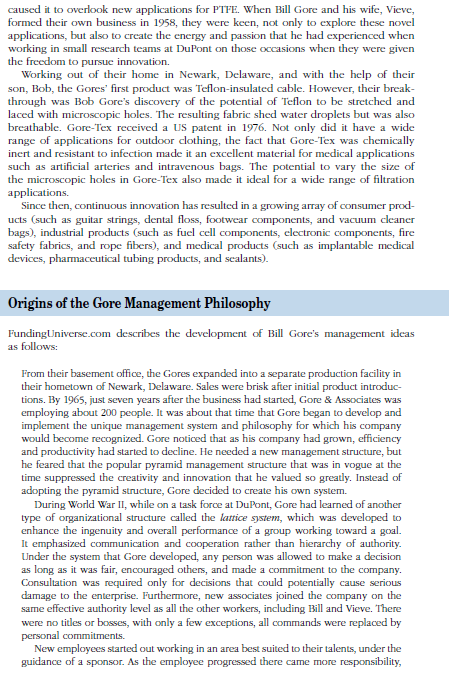 caused it to overlook new applications for PTFE. When Bill Gore and his wife, Vieve,
formed their own business in 1958, they were keen, not only to explore these novel
applications, but also to create the energy and passion that he had experienced when
working in small research teams at DuPont on those occasions when they were given
the freedom to pursue innovation.
Working out of their home in Newark, Delaware, and with the help of their
son, Bob, the Gores' first product was Teflon-insulated cable. However, their break-
through was Bob Gore's discovery of the potential of Teflon to be stretched and
laced with microscopic holes. The resulting fabric shed water droplets but was also
breathable. Gore-Tex received a US patent in 1976. Not only did it have a wide
range of applications for outdoor clothing, the fact that Gore-Tex was chemically
inert and resistant to infection made it an excellent material for medical applications
such as artificial arteries and intravenous bags. The potential to vary the size of
the microscopic holes in Gore-Tex also made it ideal for a wide range of filtration
applications.
Since then, continuous innovation has resulted in a growing array of consumer prod-
ucts (such as guitar strings, dental floss, footwear components, and vacuum cleaner
bags), industrial products (such as fuel cell components, electronic components, fire
safety fabrics, and rope fibers), and medical products (such as implantable medical
devices, pharmaceutical tubing products, and sealants).
Origins of the Gore Management Philosophy
FundingUniverse.com describes the development of Bill Gore's management ideas
as follows:
From their basement office, the Gores expanded into a separate production facility in
their hometown of Newark, Delaware. Sales were brisk after initial product introduc-
tions. By 1965, just seven years after the business had started, Gore & Associates was
employing about 200 people. It was about that time that Gore began to develop and
implement the unique management system and philosophy for which his company
would become recognized. Gore noticed that as his company had grown, efficiency
and productivity had started to decline. He needed a new management structure, but
he feared that the popular pyramid management structure that was in vogue at the
time suppressed the creativity and innovation that he valued so greatly. Instead of
adopting the pyramid structure, Gore decided to create his own system.
During World War II, while on a task force at DuPont, Gore had learned of another
type of organizational structure called the lattice system, which was developed to
enhance the ingenuity and overall performance of a group working toward a goal.
It emphasized communication and cooperation rather than hierarchy of authority.
Under the system that Gore developed, any person was allowed to make a decision
as long as it was fair, encouraged others, and made a commitment to the company.
Consultation was required only for decisions that could potentially cause serious
damage to the enterprise. Furthermore, new associates joined the company on the
same effective authority level as all the other workers, including Bill and Vieve. There
were no titles or bosses, with only a few exceptions, all commands were replaced by
personal commitments.
New employees started out working in an area best suited to their talents, under the
guidance of a sponsor. As the employee progressed there came more responsibility,